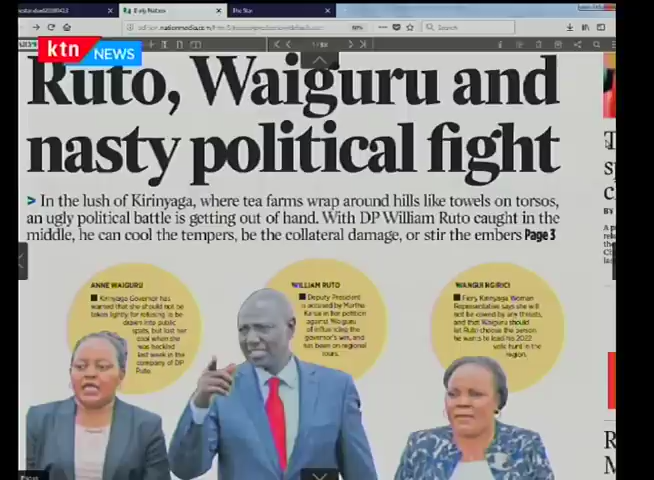 Daily Nation
The Star
Search
ktn NEWS
Ruto, Waiguru and
nasty political fight
> In the lush of Kirinyaga, where tea farms wrap around hills like towels on torsos,
an ugly political battle is getting out of hand. With DP William Ruto caught in the
middle, he can cool the tempers, be the collateral damage, or stir the embers Page 3
ANNE WAIGURU
Kirinyaga Governor has
warned that she should not be
taken lightly for refusing to be
drawn into public
spats, but lost her
cool when she
was heckled
last week in the
company of DP
Ruto.
WILLIAM RUTO
Deputy President
is accused by Martha
Karua in her petition
against Waiguru
of influencing the
governor's win, and
has been on regional
tours.
WANGUI NGIRICI
Fiery Kirinyaga Woman
Representative says she will
not be cowed by any threats,
and that Waiguru should
let Ruto choose the person
he wants to lead his 2022
vote hunt in the
region.
BY